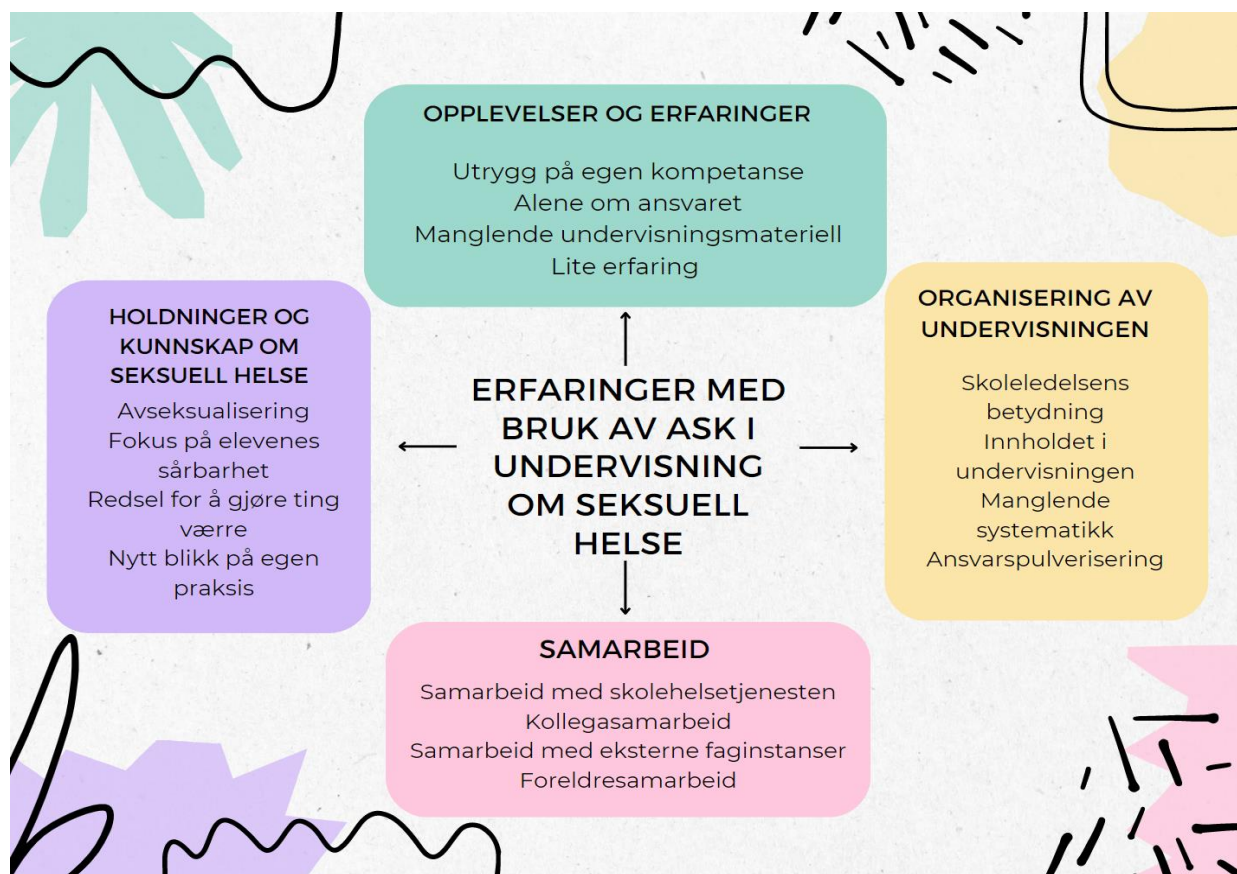 OPPLEVELSER OG ERFARINGER
Utrygg på egen kompetanse
Alene om ansvaret
Manglende undervisningsmateriell
Lite erfaring
HOLDNINGER OG
KUNNSKAP OM
SEKSUELL HELSE
Avseksualisering
Fokus på elevenes
sårbarhet
Redsel for å gjøre ting
værre
Nytt blikk på egen
praksis
ERFARINGER MED
BRUK AV ASK I
UNDERVISNING
OM SEKSUELL
HELSE
ORGANISERING AV
UNDERVISNINGEN
Skoleledelsens
betydning
Innholdet i
undervisningen
Manglende
systematikk
Ansvarspulverisering
SAMARBEID
Samarbeid med skolehelsetjenesten
Kollegasamarbeid
Samarbeid med eksterne faginstanser
Foreldresamarbeid